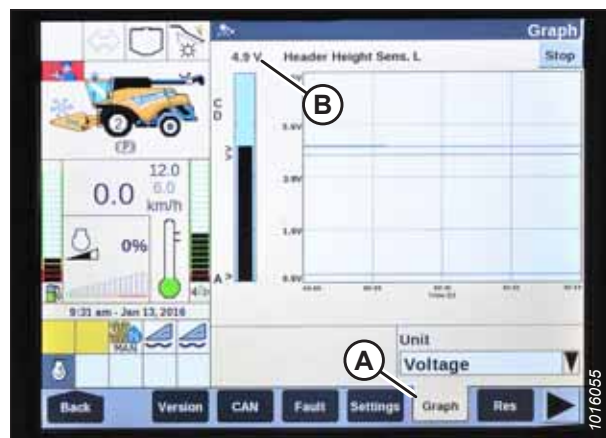 Graph
4.9 V Header Height Sens. L
Stop
B
C
D
2
(P)
12.0
6.0
0.0 km/h
0%
A
9:31 am - Jan 13, 2016
MAN
Unit
A
Voltage
Back
Version
CAN
Fault
Settings
Graph
Res
1016055